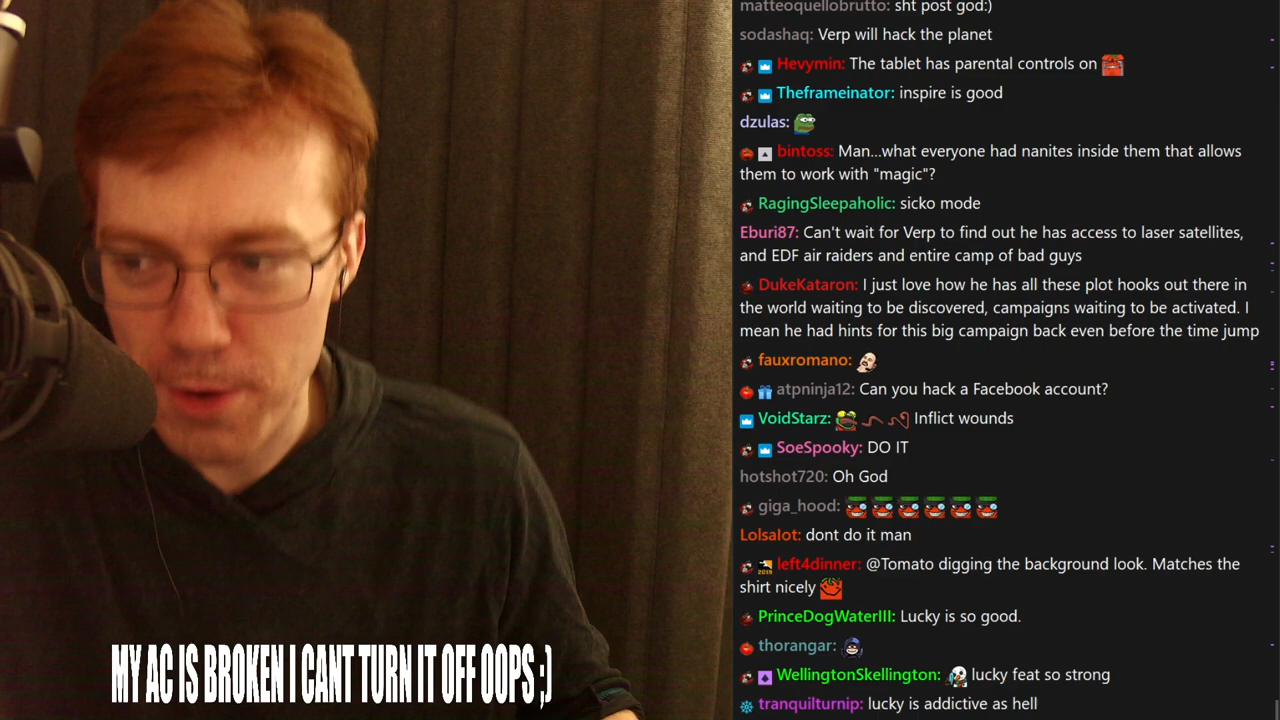 matteoquellobrutto: sht post god:)
sodashaq: Verp will hack the planet
Hevymin: The tablet has parental controls on
Theframeinator: inspire is good
dzulas:
bintoss: Man...what everyone had nanites inside them that allows
them to work with "magic"?
RagingSleepaholic: sicko mode
Eburi87: Can't wait for Verp to find out he has access to laser satellites,
and EDF air raiders and entire camp of bad guys
DukeKataron: I just love how he has all these plot hooks out there in
the world waiting to be discovered, campaigns waiting to be activated. I
mean he had hints for this big campaign back even before the time jump
fauxromano:
atpninja12: Can you hack a Facebook account?
VoidStarz: Inflict wounds
SoeSpooky: DO IT
hotshot720: Oh God
giga_hood:
Lolsalot: dont do it man
left4dinner: @Tomato digging the background look. Matches the
shirt nicely
PrinceDogWaterIII: Lucky is so good.
thorangar:
WellingtonSkellington: lucky feat so strong
tranquilturnip: lucky is addictive as hell
MY AC IS BROKEN I CANT TURN IT OFF OOPS ;)